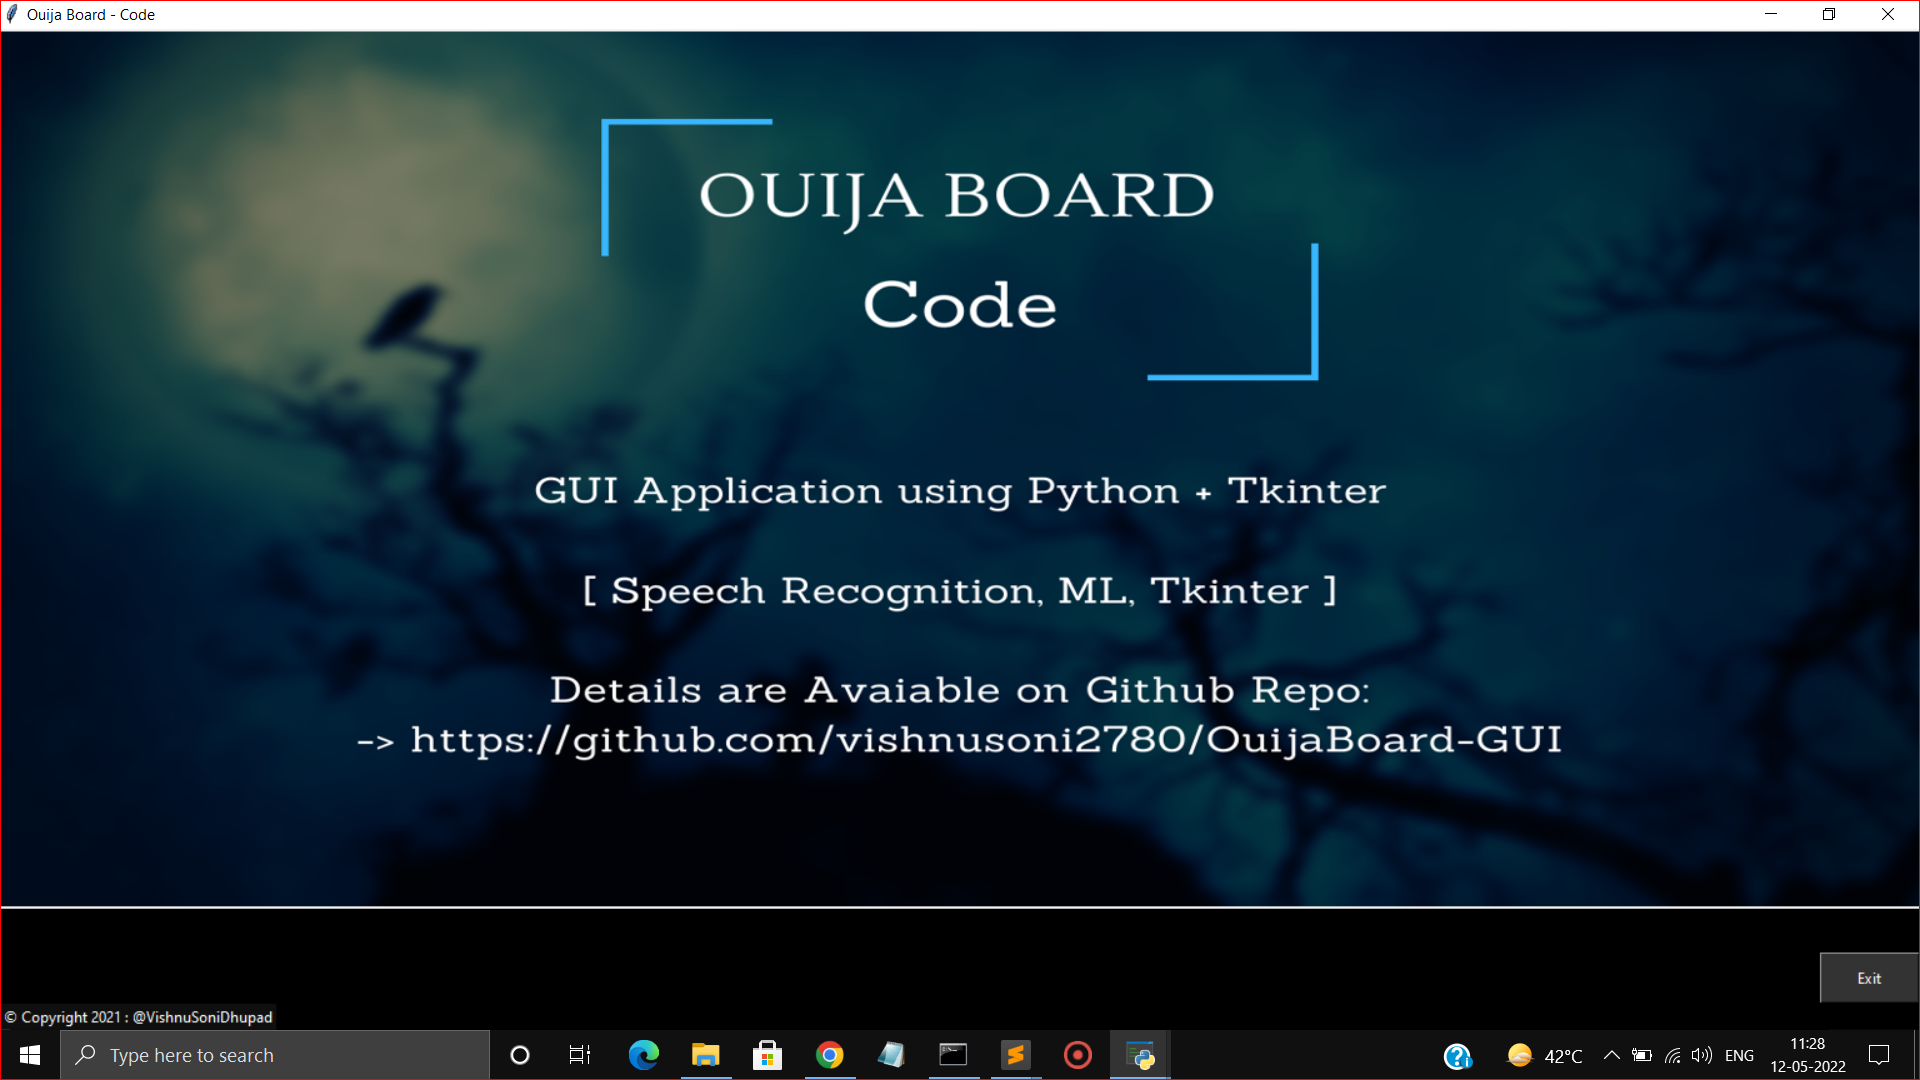 Ouija Board - Code
OUIJA BOARD
Code
GUI Application using Python + Tkinter
[ Speech Recognition, ML, Tkinter ]
Details are Avaiable on Github Repo:
-> https://github.com/vishnusoni2780/OuijaBoard-GUI
Exit
© Copyright 2021 : @VishnuSoniDhupad
Type here to search
42°C
ENG
11:28
12-05-2022